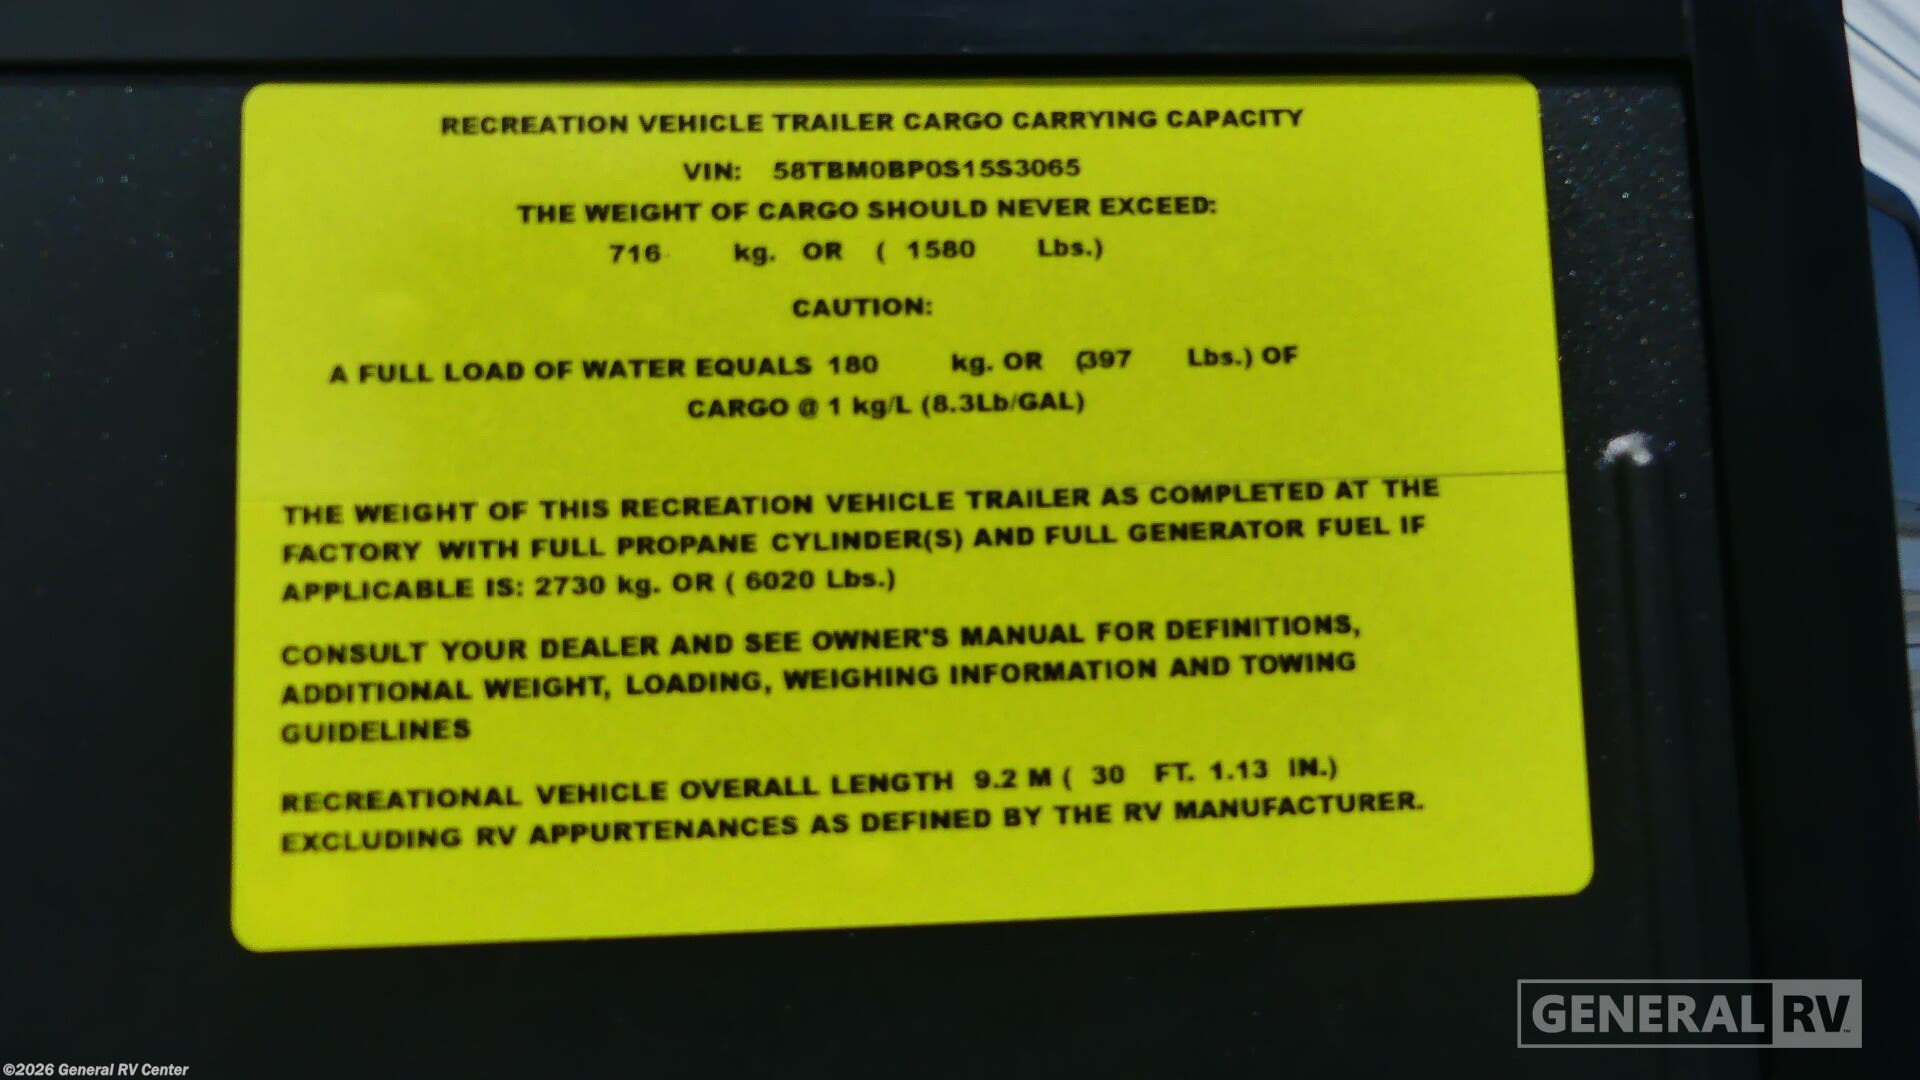 RECREATION VEHICLE TRAILER CARGO CARRYING CAPACITY
VIN: 58TBM0BP0S15S3065
THE WEIGHT OF CARGO SHOULD NEVER EXCEED:
716 kg. OR ( 1580 Lbs.)
CAUTION:
A FULL LOAD OF WATER EQUALS 180 kg. OR (397 Lbs.) OF
CARGO @ 1 kg/L (8.3Lb/GAL)
THE WEIGHT OF THIS RECREATION VEHICLE TRAILER AS COMPLETED AT THE
FACTORY WITH FULL PROPANE CYLINDER(S) AND FULL GENERATOR FUEL IF
APPLICABLE IS: 2730 kg. OR ( 6020 Lbs.)
CONSULT YOUR DEALER AND SEE OWNER'S MANUAL FOR DEFINITIONS,
ADDITIONAL WEIGHT, LOADING, WEIGHING INFORMATION AND TOWING
GUIDELINES
RECREATIONAL VEHICLE OVERALL LENGTH 9.2 M ( 30 FT. 1.13 IN.)
EXCLUDING RV APPURTENANCES AS DEFINED BY THE RV MANUFACTURER.
GENERAL RV
©2026 General RV Center